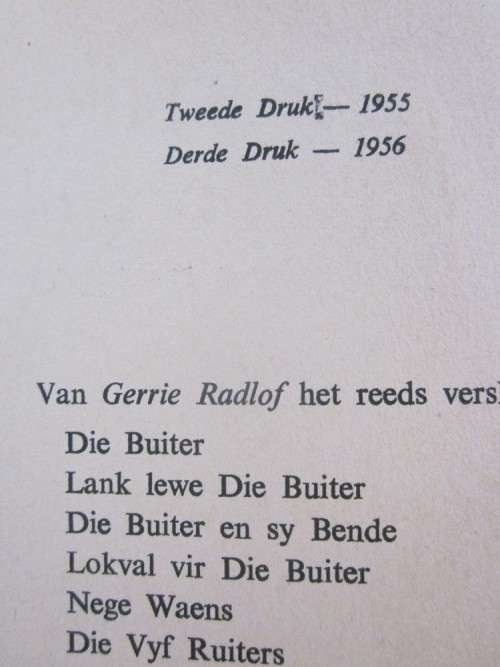 Tweede Druk — 1955
Derde Druk — 1956
Van Gerrie Radlof het reeds vers
Die Buiter
Lank lewe Die Buiter
Die Buiter en sy Bende
Lokval vir Die Buiter
Nege Waens
Die Vyf Ruiters